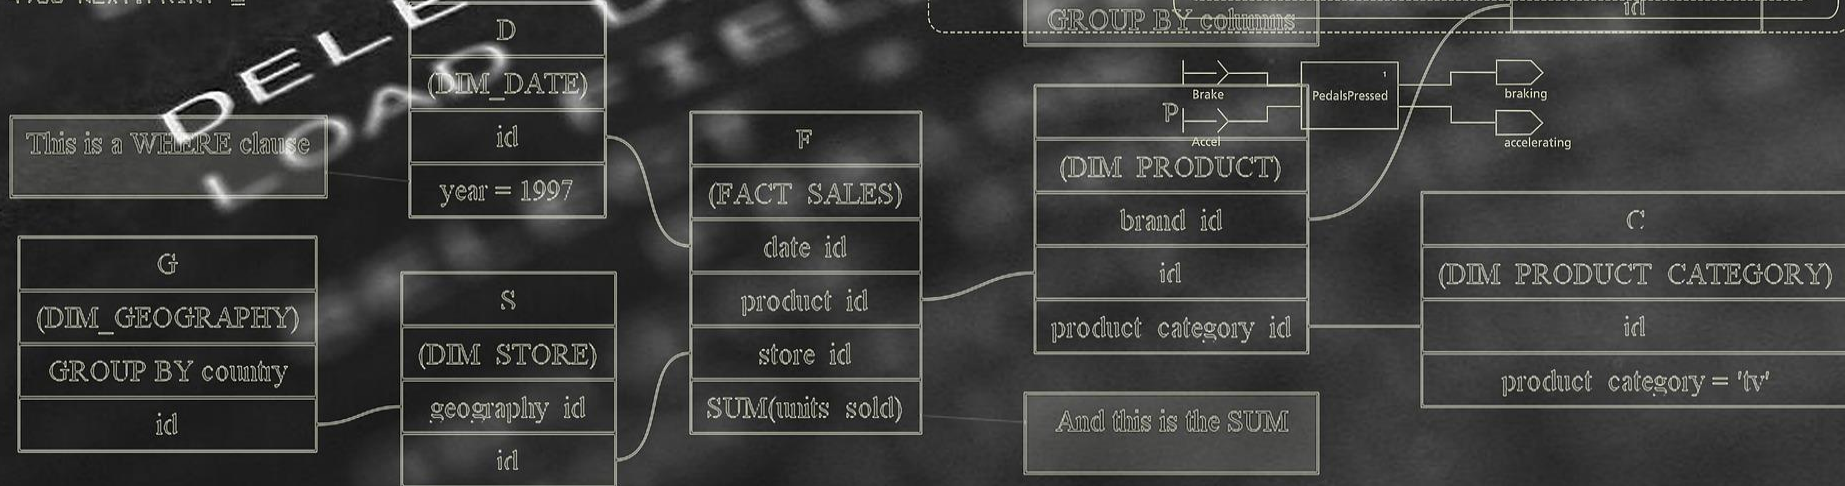 DELE
LOAD
This is a WHERE clause
D
(DIM_DATE)
id
year = 1997
G
(DIM_GEOGRAPHY)
GROUP BY country
id
S
(DIM STORE)
geography id
id
F
(FACT SALES)
date id
product id
store id
SUM(units sold)
GROUP BY columns
id
Brake
Accel
PedalsPressed
1
braking
accelerating
P
(DIM PRODUCT)
brand id
id
product category id
C
(DIM PRODUCT CATEGORY)
id
product category = 'tv'
And this is the SUM